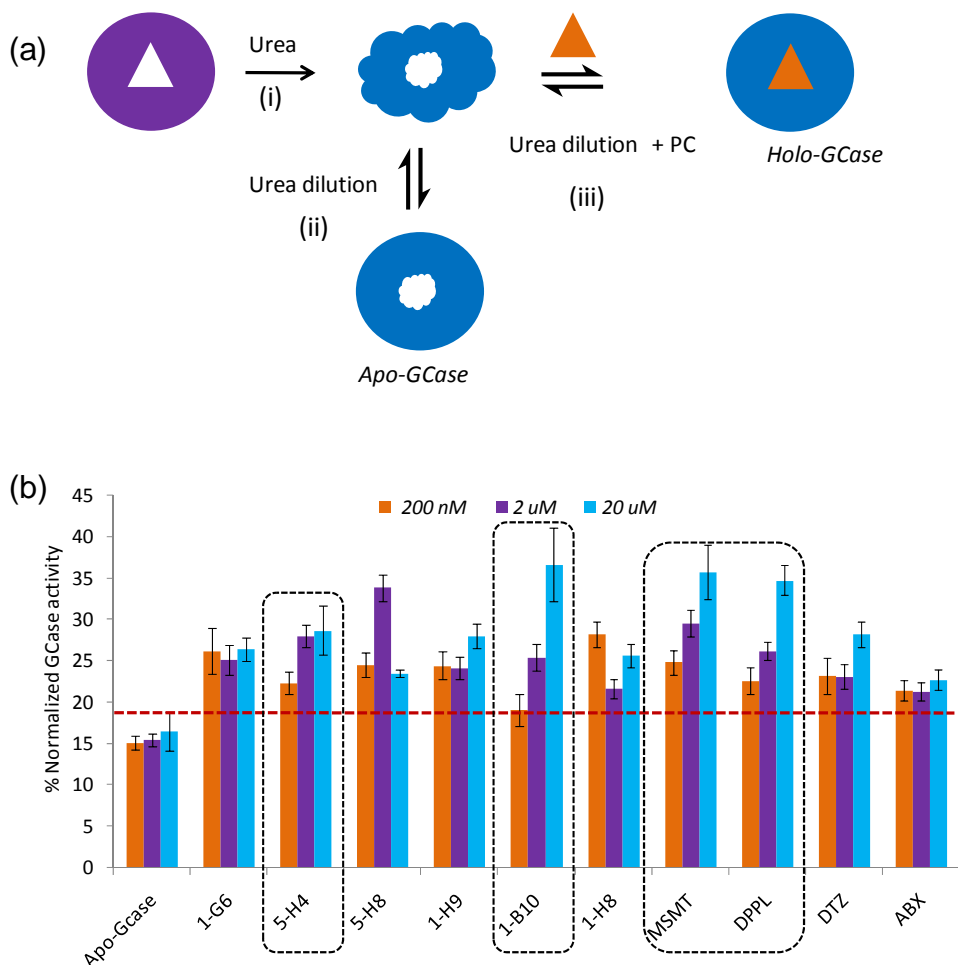 (a)
Urea
(i)
Urea dilution + PC
(iii)
Holo-GCase
Urea dilution
(ii)
Apo-GCase
(b)
% Normalized GCase activity
45
40
35
30
25
20
15
10
5
0
200 nM 2 uM 20 uM
Apo-Gcase
1-G6
5-H4
5-H8
1-H9
1-B10
1-H8
MSMT
DPPL
DTZ
ABX